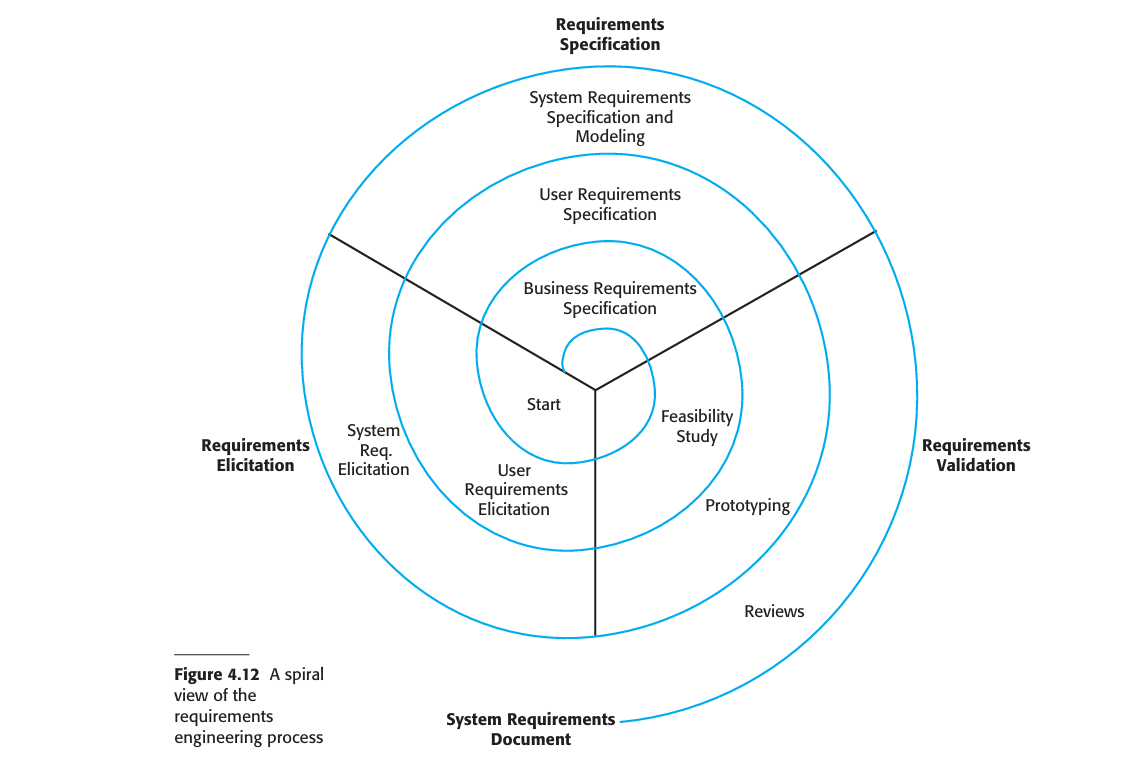 Requirements
Specification
System Requirements
Specification and
Modeling
User Requirements
Specification
Business Requirements
Specification
Start
Feasibility
Study
System
Req.
Elicitation
Requirements
Elicitation
Requirements
Validation
User
Requirements
Elicitation
Prototyping
Reviews
Figure 4.12 A spiral
view of the
requirements
engineering process
System Requirements
Document